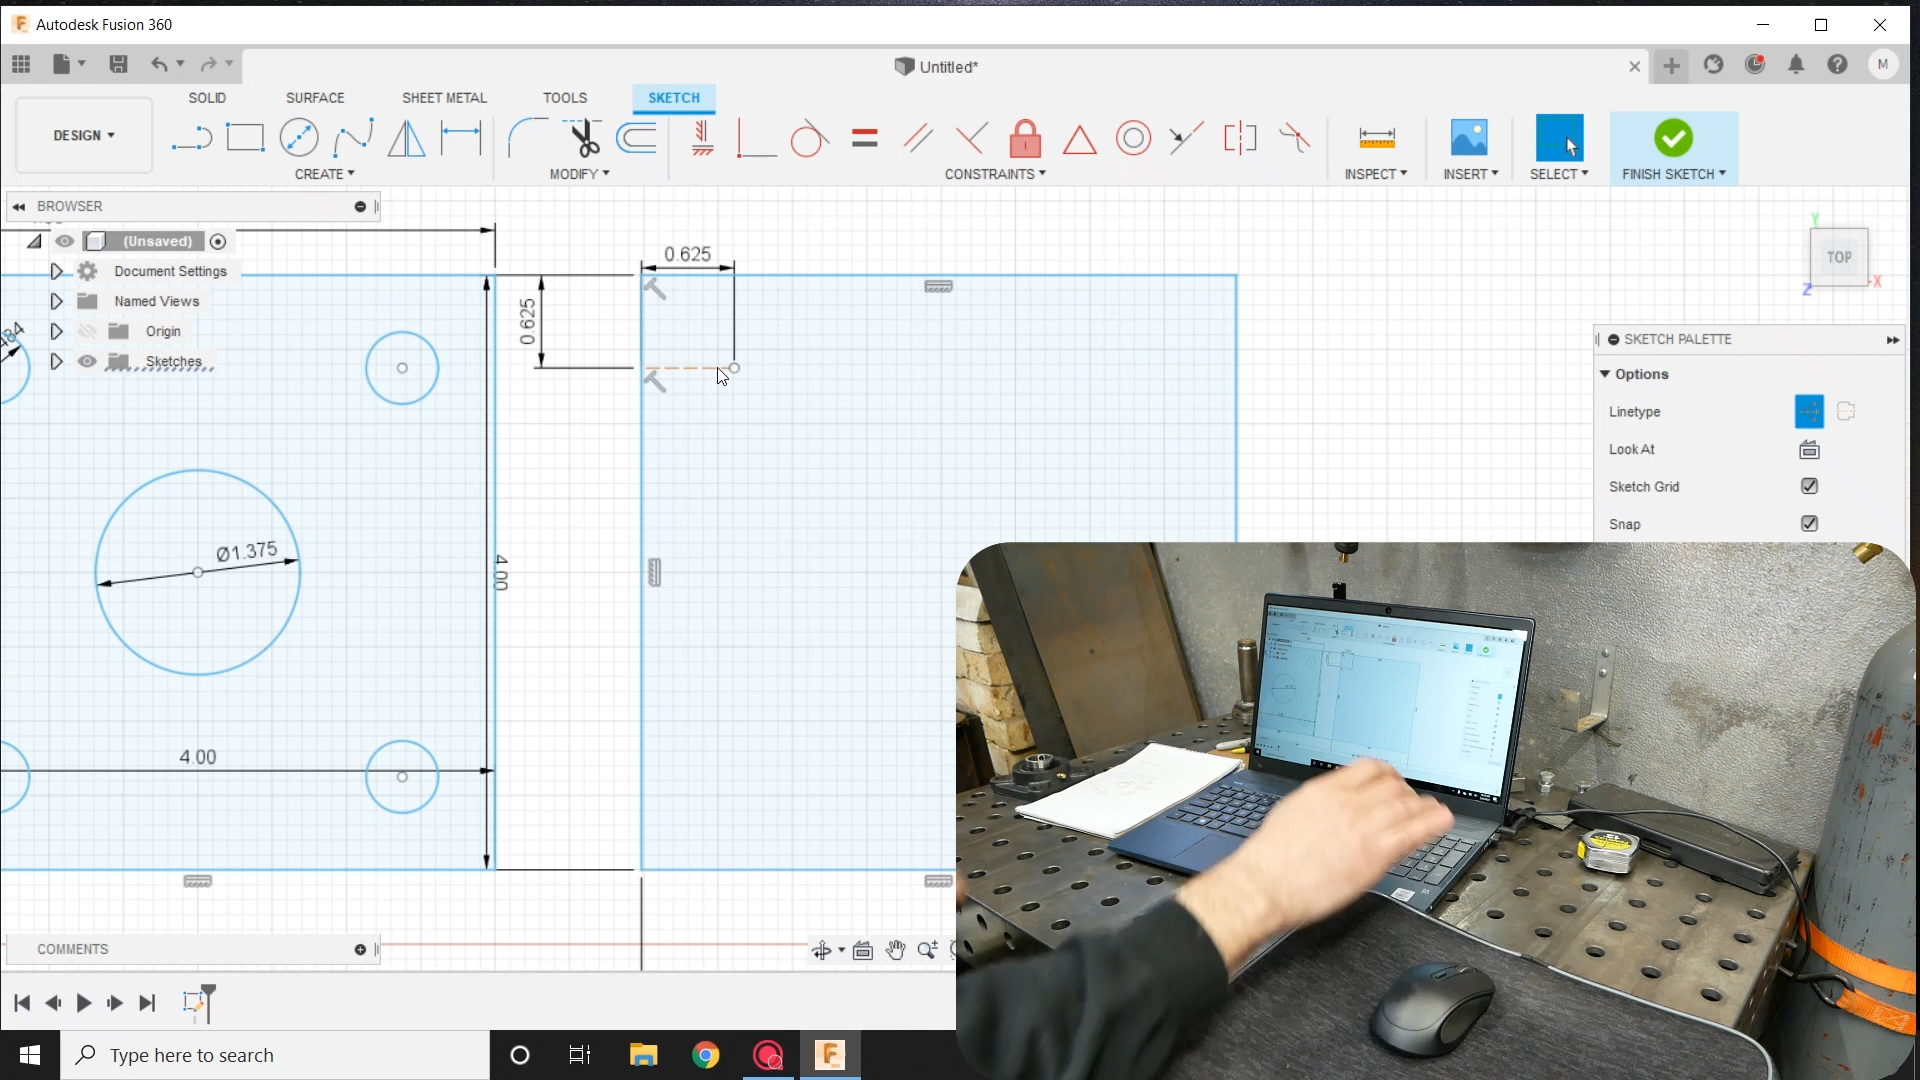 Autodesk Fusion 360
Untitled*
M
SOLID SURFACE SHEET METAL TOOLS SKETCH
DESIGN
CREATE MODIFY CONSTRAINTS INSPECT INSERT SELECT FINISH SKETCH
BROWSER
(Unsaved)
Document Settings
Named Views
Origin
Sketches
0.625
0.625
Y
TOP
X
Z
SKETCH PALETTE
Options
Linetype
Look At
Sketch Grid
Snap
Ø1.375
4.00
4.00
COMMENTS
Type here to search